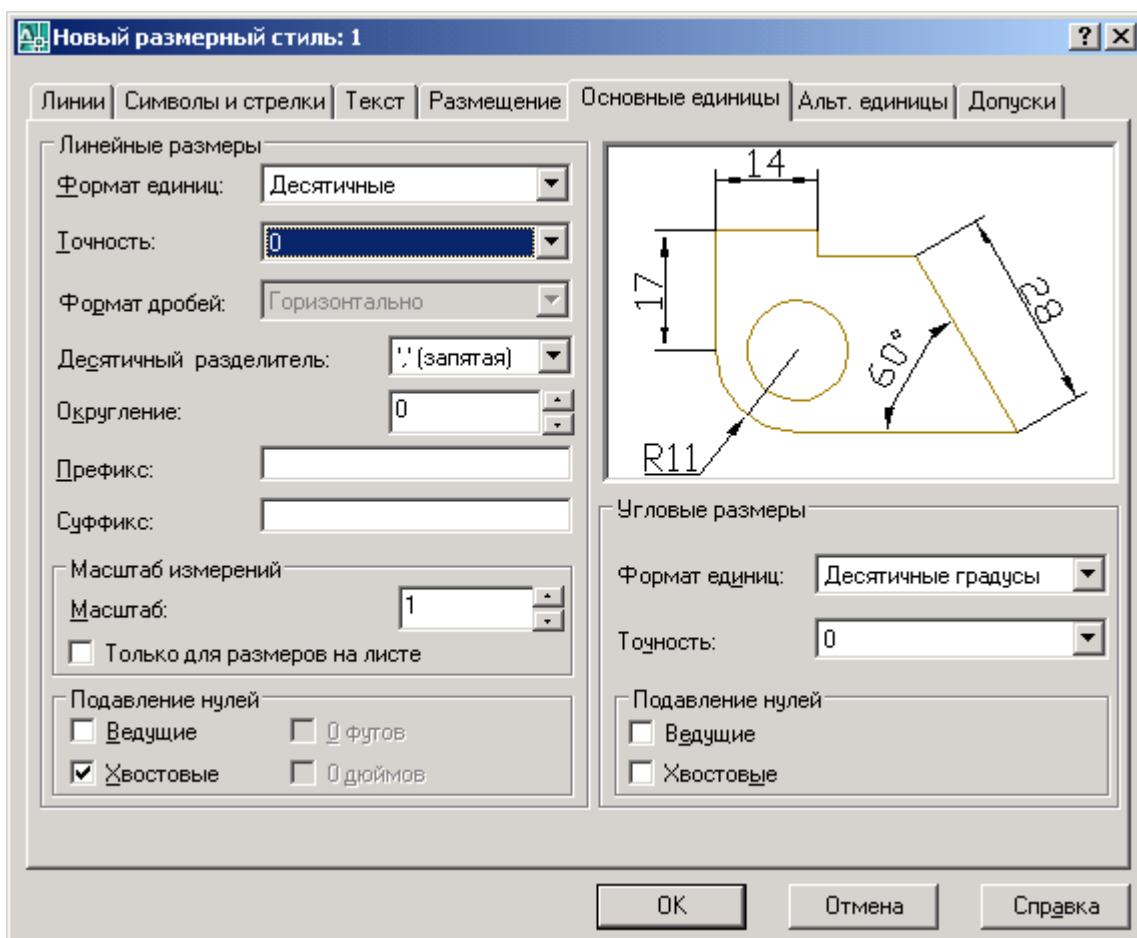 Новый размерный стиль: 1
Линии Символы и стрелки Текст Размещение Основные единицы Альт. единицы Допуски
Линейные размеры
Формат единиц: Десятичные
Точность: 0
Формат дробей: Горизонтально
Десятичный разделитель: ',' (запятая)
Округление: 0
Префикс:
Суффикс:
Масштаб измерений
Масштаб: 1
Только для размеров на листе
Подавление нулей
Ведущие 0 футов
Хвостовые 0 дюймов
14
17
28
60°
R11
Угловые размеры
Формат единиц: Десятичные градусы
Точность: 0
Подавление нулей
Ведущие
Хвостовые
OK Отмена Справка